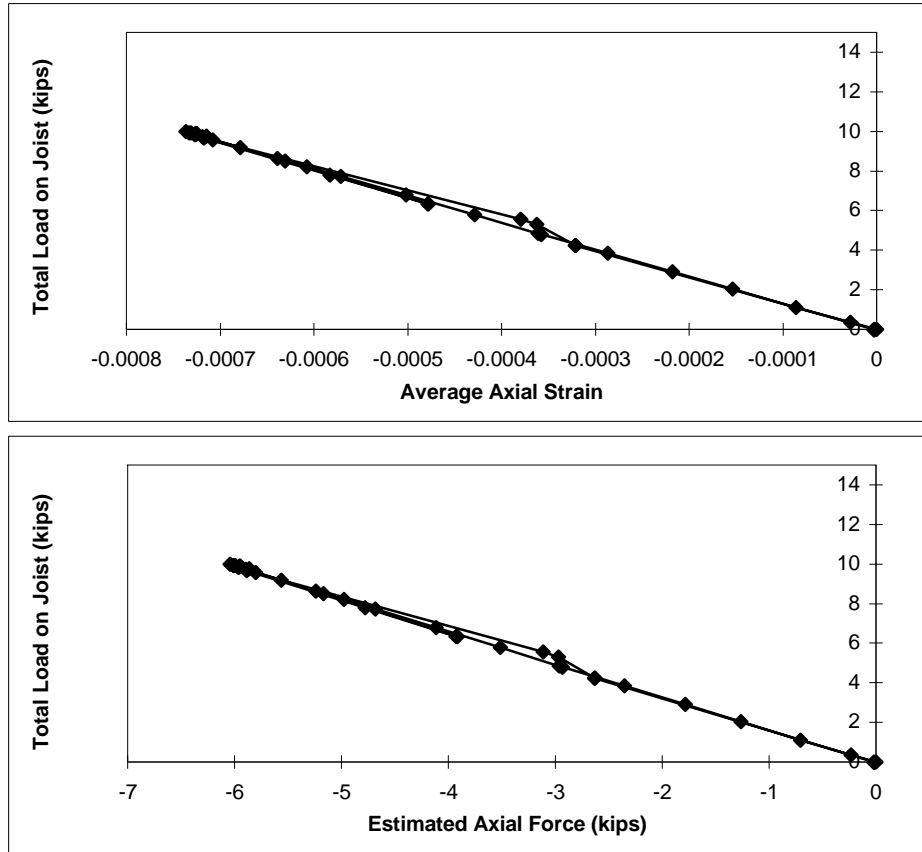 Total Load on Joist (kips)
14
12
10
8
6
4
2
0
-0.0008 -0.0007 -0.0006 -0.0005 -0.0004 -0.0003 -0.0002 -0.0001 0
Average Axial Strain
Total Load on Joist (kips)
14
12
10
8
6
4
2
0
-7 -6 -5 -4 -3 -2 -1 0
Estimated Axial Force (kips)